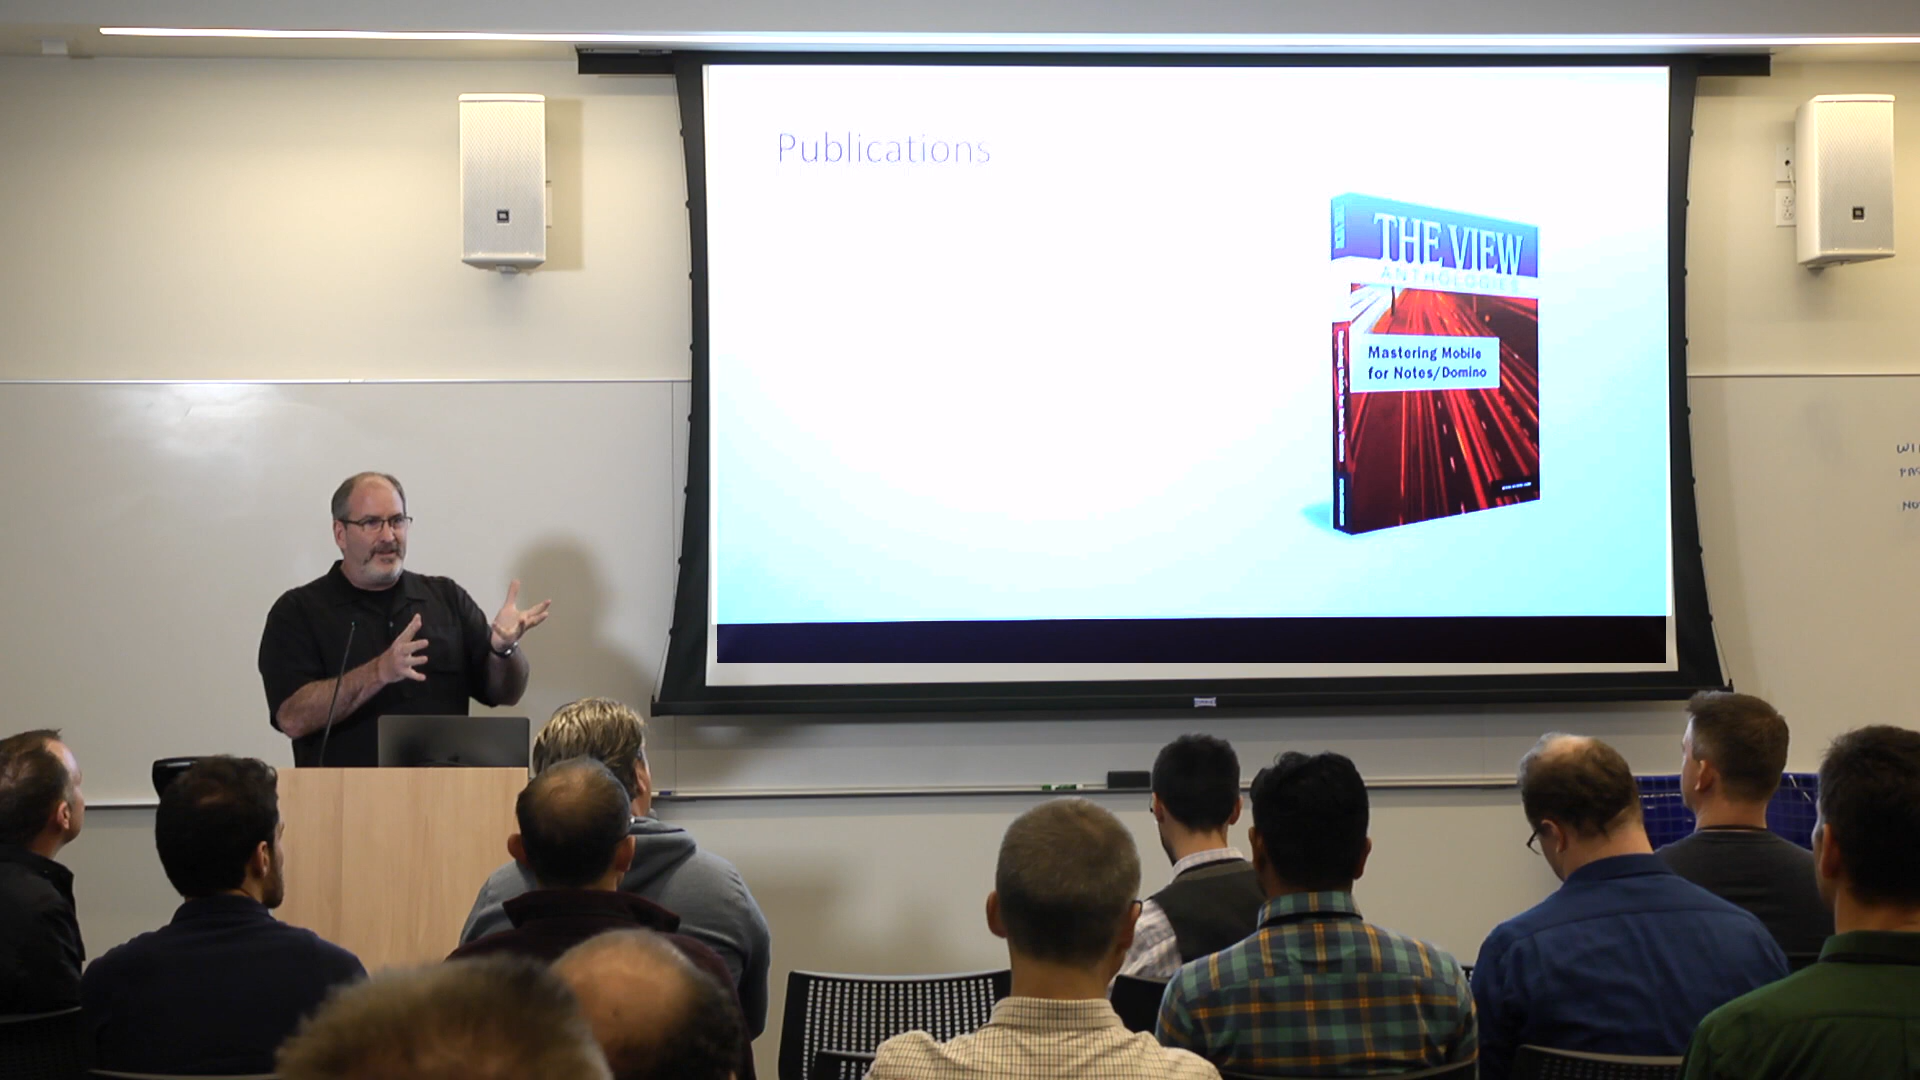 Publications
THE VIEW
ANTHOLOGIES
Mastering Mobile
for Notes/Domino